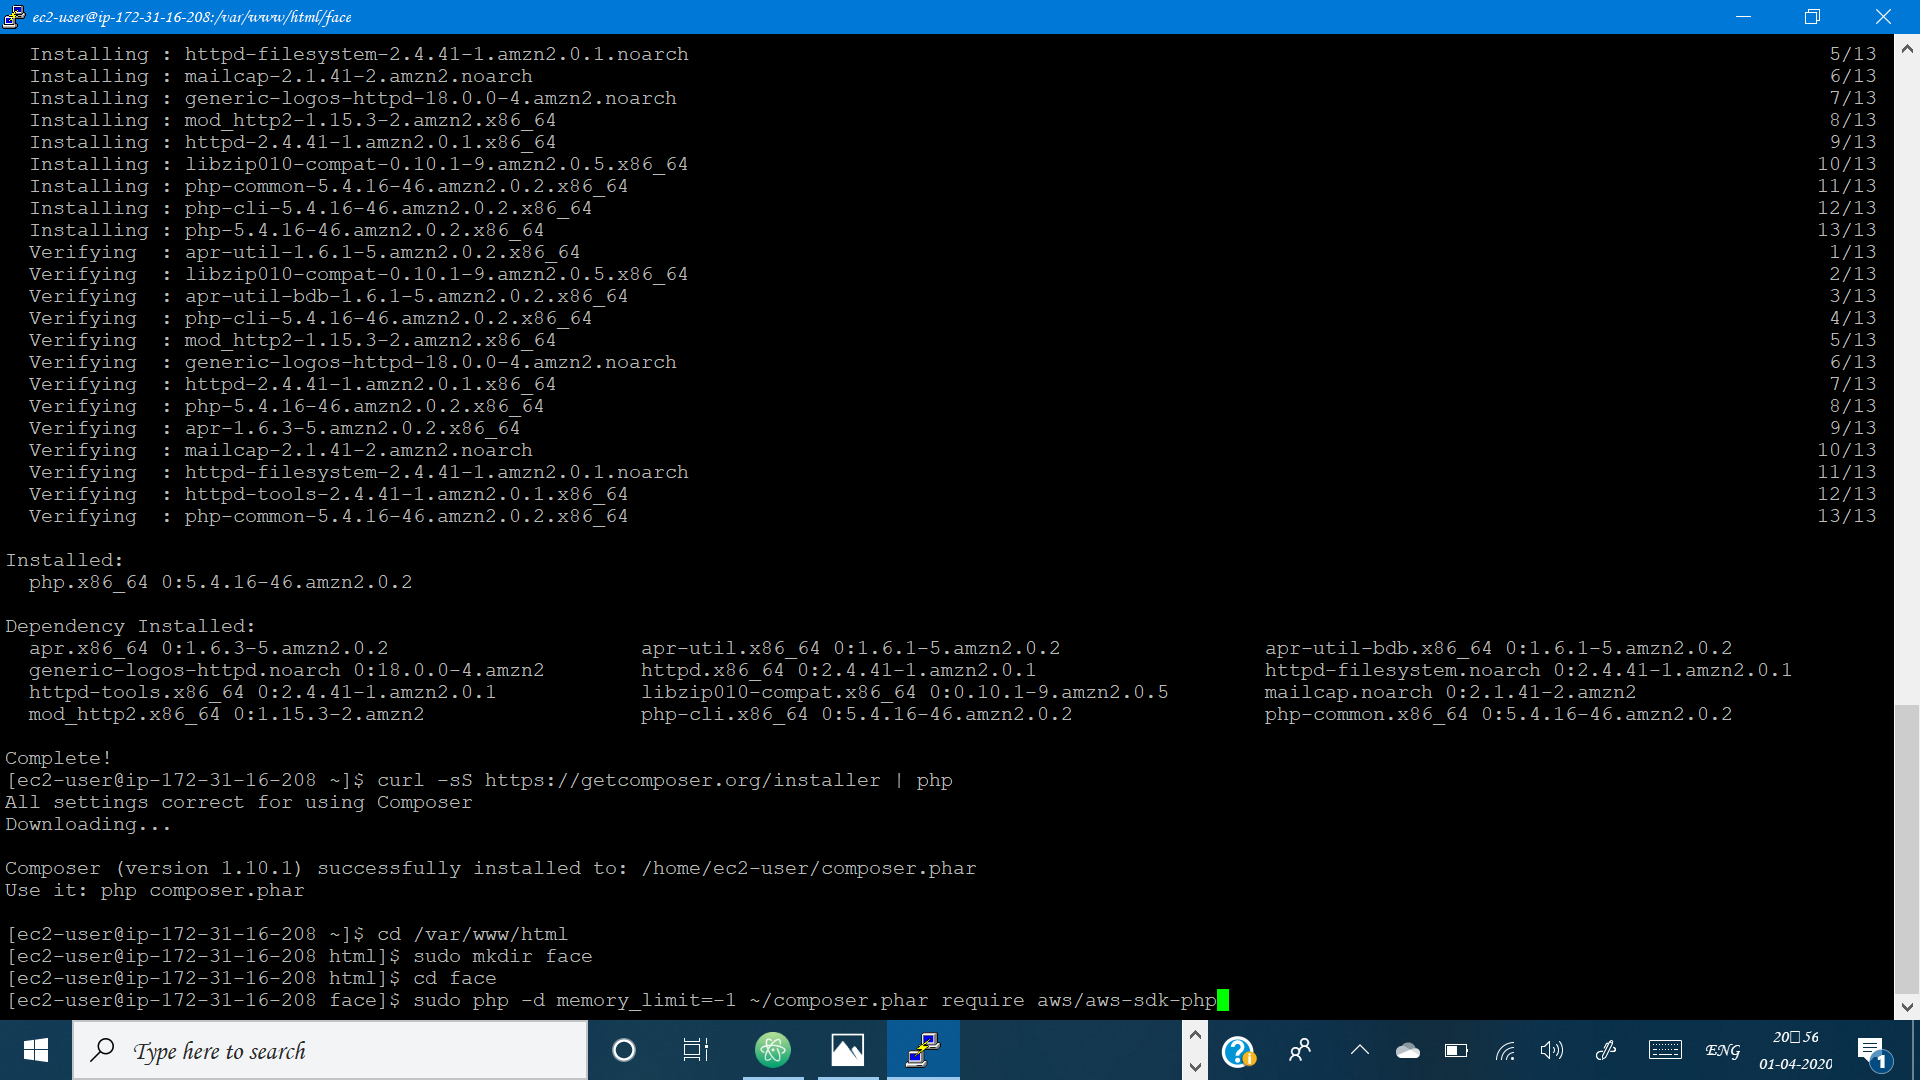 ec2-user@ip-172-31-16-208:/var/www/html/face
Installing : httpd-filesystem-2.4.41-1.amzn2.0.1.noarch 5/13
Installing : mailcap-2.1.41-2.amzn2.noarch 6/13
Installing : generic-logos-httpd-18.0.0-4.amzn2.noarch 7/13
Installing : mod_http2-1.15.3-2.amzn2.x86_64 8/13
Installing : httpd-2.4.41-1.amzn2.0.1.x86_64 9/13
Installing : libzip010-compat-0.10.1-9.amzn2.0.5.x86_64 10/13
Installing : php-common-5.4.16-46.amzn2.0.2.x86_64 11/13
Installing : php-cli-5.4.16-46.amzn2.0.2.x86_64 12/13
Installing : php-5.4.16-46.amzn2.0.2.x86_64 13/13
Verifying : apr-util-1.6.1-5.amzn2.0.2.x86_64 1/13
Verifying : libzip010-compat-0.10.1-9.amzn2.0.5.x86_64 2/13
Verifying : apr-util-bdb-1.6.1-5.amzn2.0.2.x86_64 3/13
Verifying : php-cli-5.4.16-46.amzn2.0.2.x86_64 4/13
Verifying : mod_http2-1.15.3-2.amzn2.x86_64 5/13
Verifying : generic-logos-httpd-18.0.0-4.amzn2.noarch 6/13
Verifying : httpd-2.4.41-1.amzn2.0.1.x86_64 7/13
Verifying : php-5.4.16-46.amzn2.0.2.x86_64 8/13
Verifying : apr-1.6.3-5.amzn2.0.2.x86_64 9/13
Verifying : mailcap-2.1.41-2.amzn2.noarch 10/13
Verifying : httpd-filesystem-2.4.41-1.amzn2.0.1.noarch 11/13
Verifying : httpd-tools-2.4.41-1.amzn2.0.1.x86_64 12/13
Verifying : php-common-5.4.16-46.amzn2.0.2.x86_64 13/13
Installed:
php.x86_64 0:5.4.16-46.amzn2.0.2
Dependency Installed:
apr.x86_64 0:1.6.3-5.amzn2.0.2 apr-util.x86_64 0:1.6.1-5.amzn2.0.2 apr-util-bdb.x86_64 0:1.6.1-5.amzn2.0.2
generic-logos-httpd.noarch 0:18.0.0-4.amzn2 httpd.x86_64 0:2.4.41-1.amzn2.0.1 httpd-filesystem.noarch 0:2.4.41-1.amzn2.0.1
httpd-tools.x86_64 0:2.4.41-1.amzn2.0.1 libzip010-compat.x86_64 0:0.10.1-9.amzn2.0.5 mailcap.noarch 0:2.1.41-2.amzn2
mod_http2.x86_64 0:1.15.3-2.amzn2 php-cli.x86_64 0:5.4.16-46.amzn2.0.2 php-common.x86_64 0:5.4.16-46.amzn2.0.2
Complete!
[ec2-user@ip-172-31-16-208 ~]$ curl -sS https://getcomposer.org/installer | php
All settings correct for using Composer
Downloading...
Composer (version 1.10.1) successfully installed to: /home/ec2-user/composer.phar
Use it: php composer.phar
[ec2-user@ip-172-31-16-208 ~]$ cd /var/www/html
[ec2-user@ip-172-31-16-208 html]$ sudo mkdir face
[ec2-user@ip-172-31-16-208 html]$ cd face
[ec2-user@ip-172-31-16-208 face]$ sudo php -d memory_limit=-1 ~/composer.phar require aws/aws-sdk-php
Type here to search
ENG
20▯56
01-04-2020
1